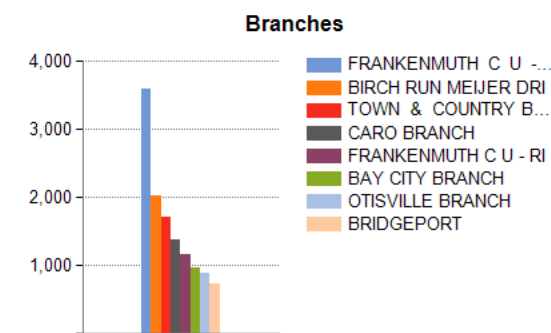 Branches
4,000
3,000
2,000
1,000
FRANKENMUTH C U -...
BIRCH RUN MEIJER DRI
TOWN & COUNTRY B...
CARO BRANCH
FRANKENMUTH C U - RI
BAY CITY BRANCH
OTISVILLE BRANCH
BRIDGEPORT